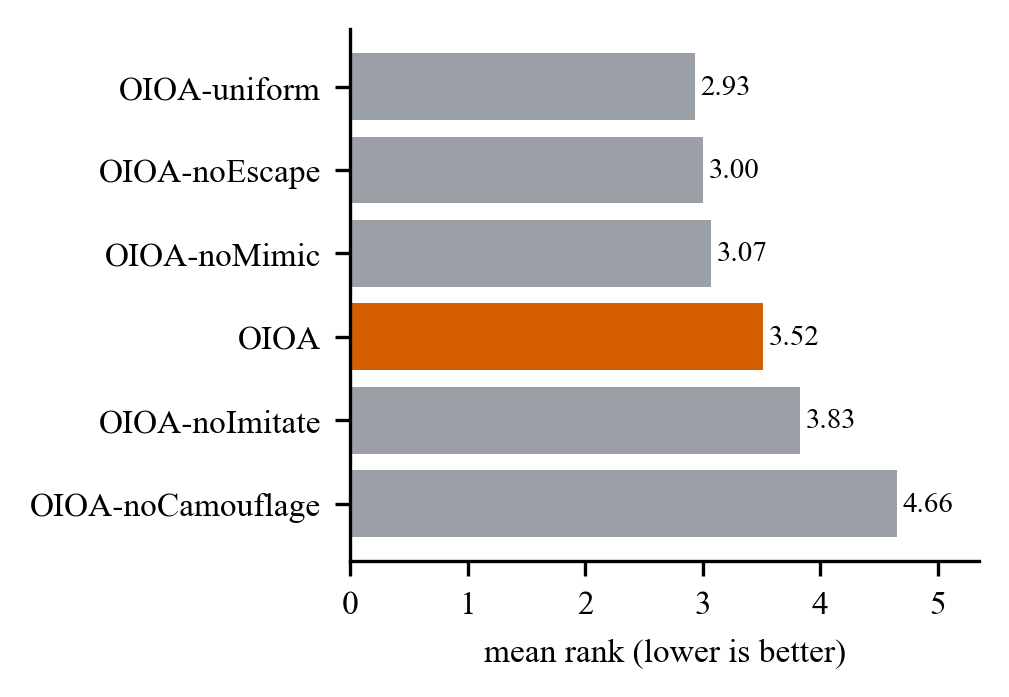 OIOA-uniform 2.93
OIOA-noEscape 3.00
OIOA-noMimic 3.07
OIOA 3.52
OIOA-noImitate 3.83
OIOA-noCamouflage 4.66
0 1 2 3 4 5
mean rank (lower is better)